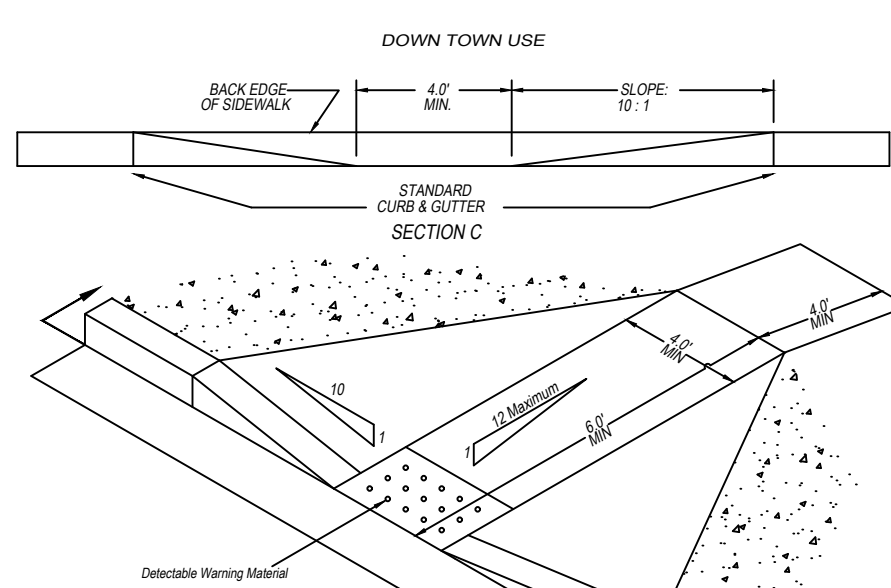 DOWN TOWN USE
BACK EDGE
OF SIDEWALK
4.0'
MIN.
SLOPE:
10 : 1
STANDARD
CURB & GUTTER
SECTION C
4.0'
MIN
4.0'
MIN
10
1
12 Maximum
1
6.0'
MIN
Detectable Warning Material